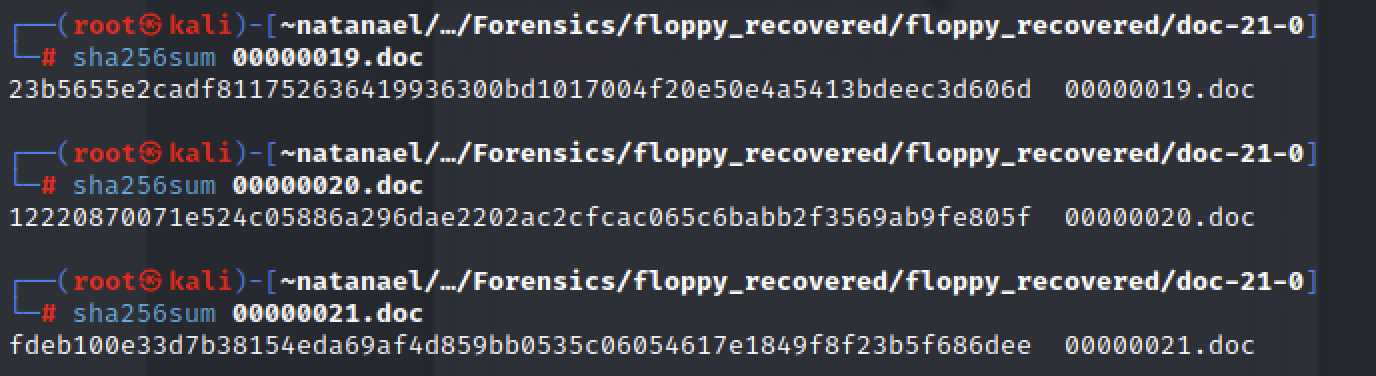 ┌──(root㉿kali)-[~natanael/…/Forensics/floppy_recovered/floppy_recovered/doc-21-0]
└─# sha256sum 00000019.doc
23b5655e2cadf811752636419936300bd1017004f20e50e4a5413bdeec3d606d  00000019.doc
┌──(root㉿kali)-[~natanael/…/Forensics/floppy_recovered/floppy_recovered/doc-21-0]
└─# sha256sum 00000020.doc
12220870071e524c05886a296dae2202ac2cfcac065c6babb2f3569ab9fe805f  00000020.doc
┌──(root㉿kali)-[~natanael/…/Forensics/floppy_recovered/floppy_recovered/doc-21-0]
└─# sha256sum 00000021.doc
fdeb100e33d7b38154eda69af4d859bb0535c06054617e1849f8f23b5f686dee  00000021.doc